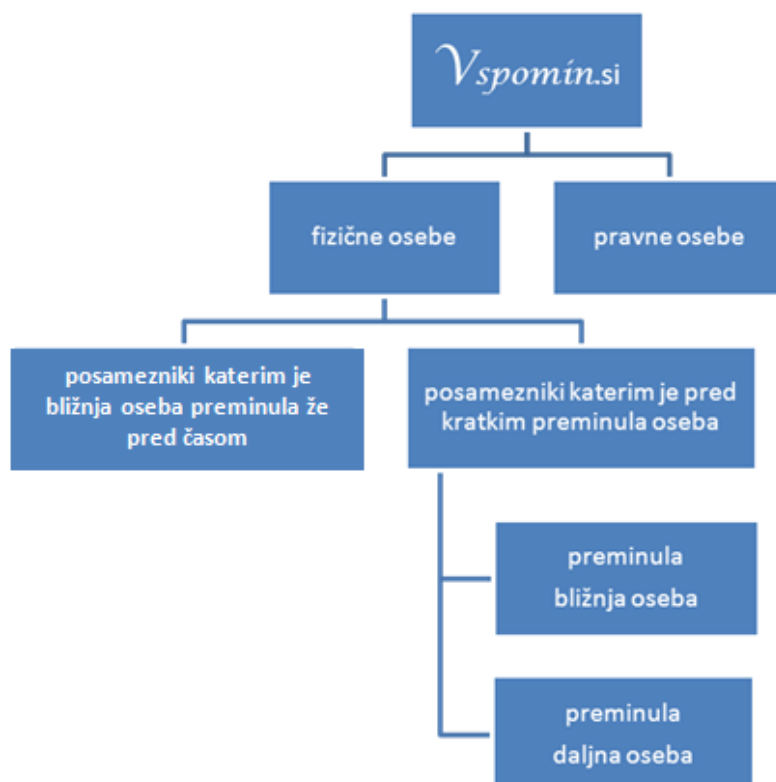 Vspomin.si
fizične osebe
pravne osebe
posamezniki katerim je
bližnja oseba preminula že
pred časom
posamezniki katerim je pred
kratkim preminula oseba
preminula
bližnja oseba
preminula
daljna oseba